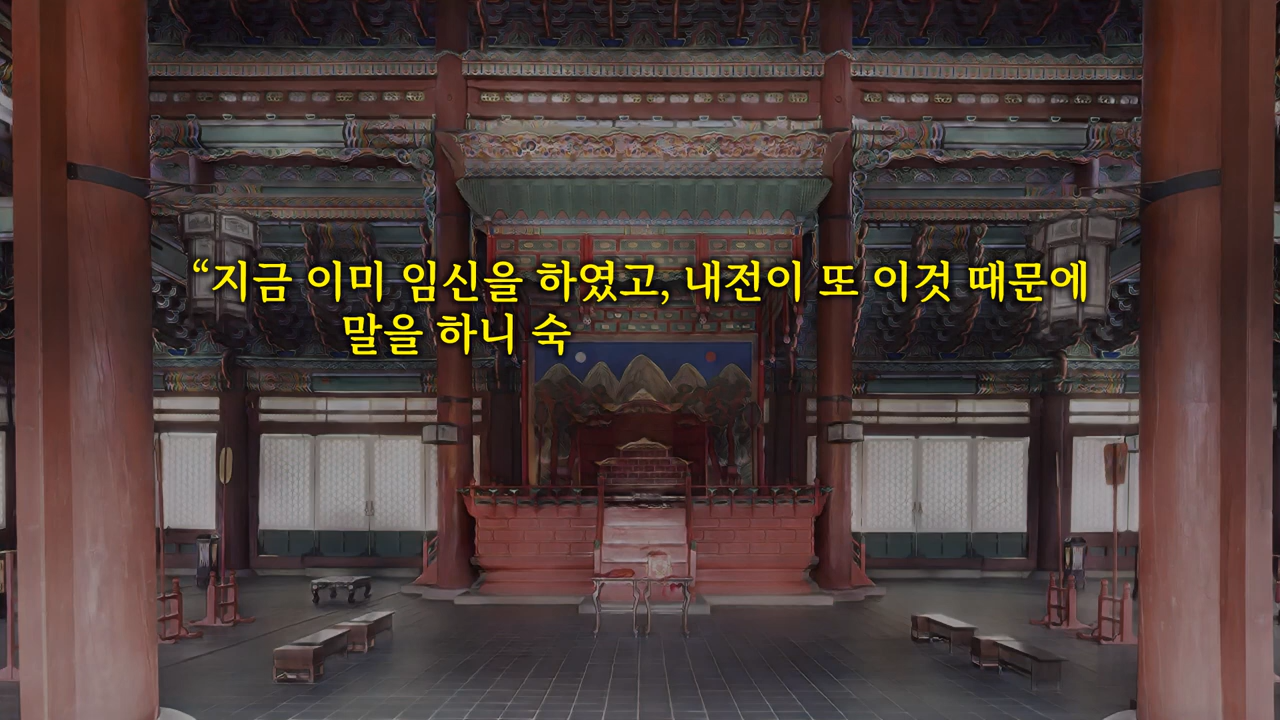 “지금 이미 임신을 하였고, 내전이 또 이것 때문에
말을 하니 숙